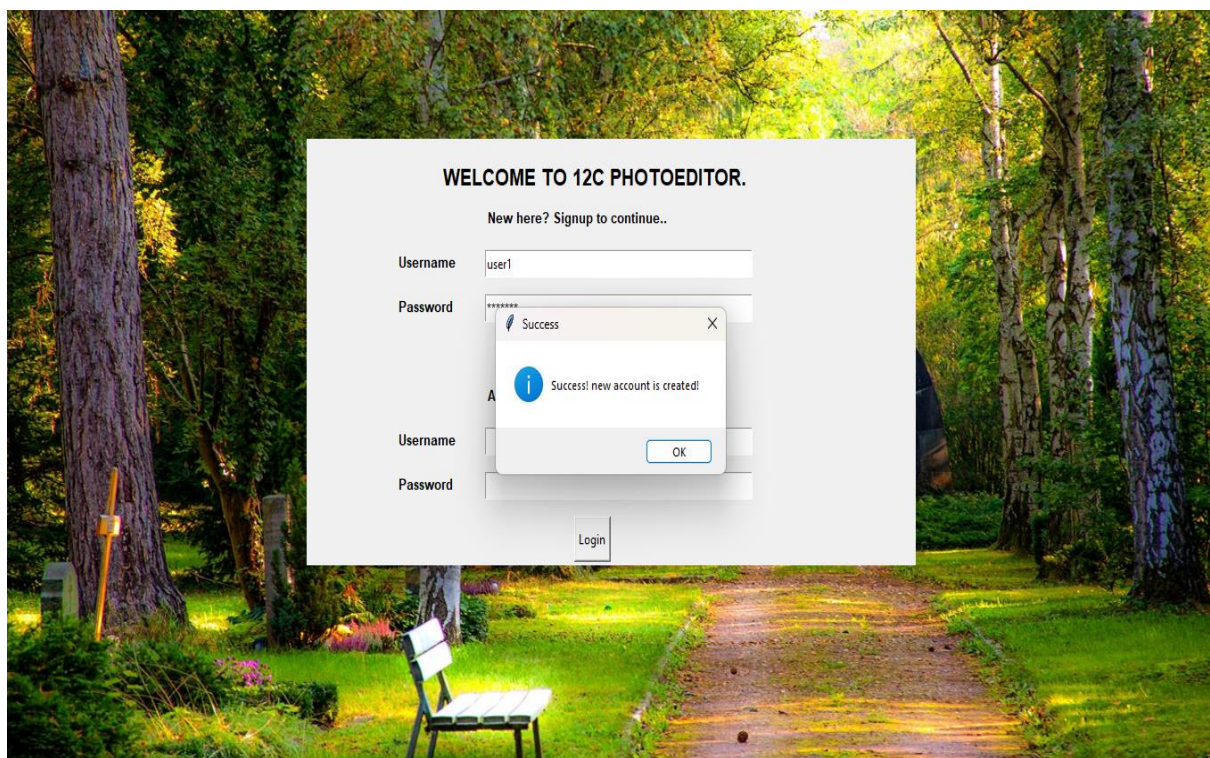 WELCOME TO 12C PHOTOEDITOR.
New here? Signup to continue..
Username user1
Password *******
Success
Success! new account is created!
A
OK
Username
Password
Login